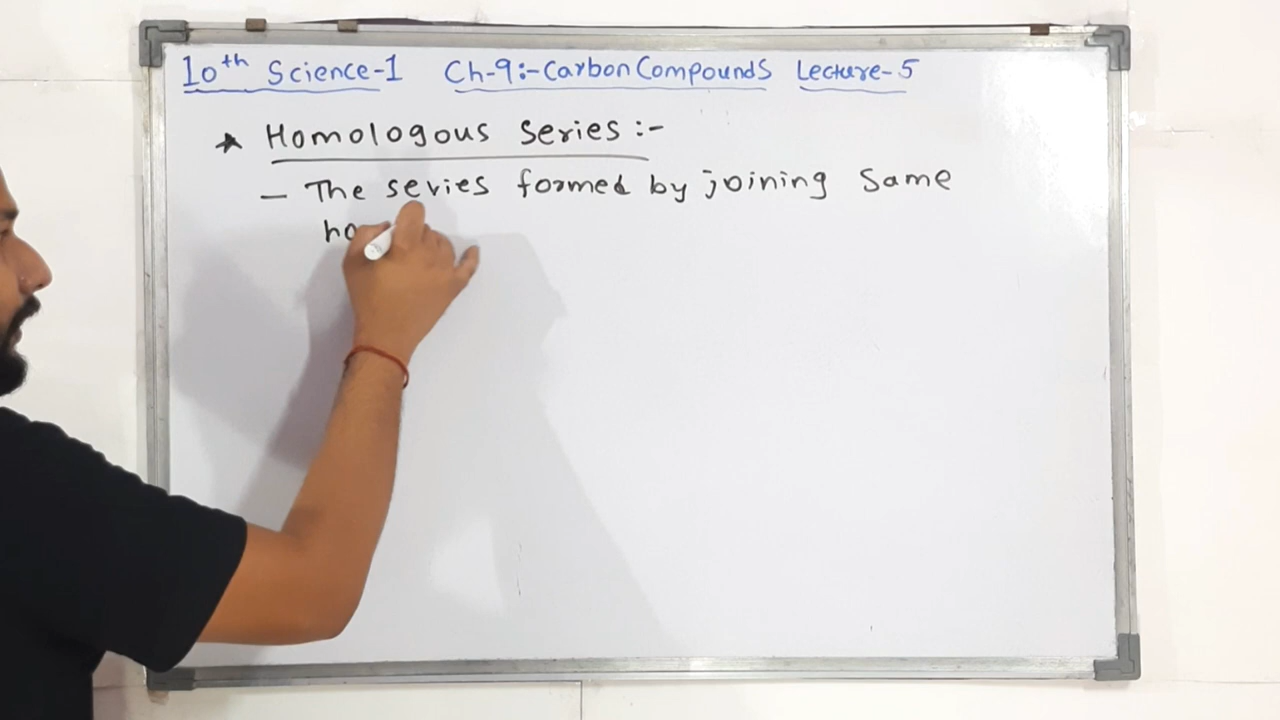 10th Science-1 Ch-9:- Carbon Compounds Lecture-5
★ Homologous Series:-
– The series formed by joining same